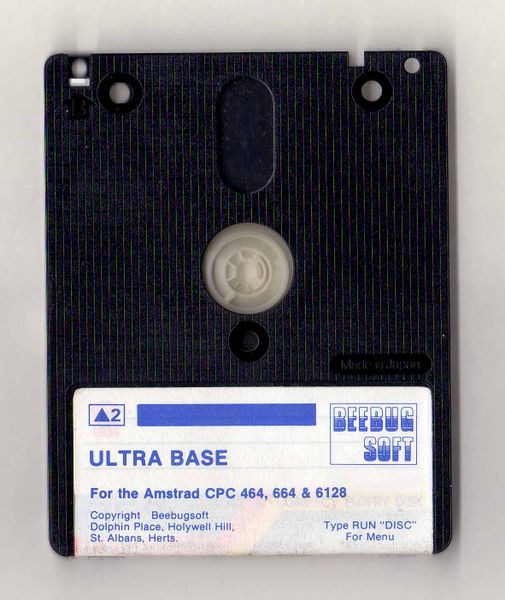 B
Made in Japan
▲2
BEEBUG
SOFT
ULTRA BASE
For the Amstrad CPC 464, 664 & 6128
Copyright Beebugsoft
Dolphin Place, Holywell Hill,
St. Albans, Herts.
Type RUN "DISC"
For Menu